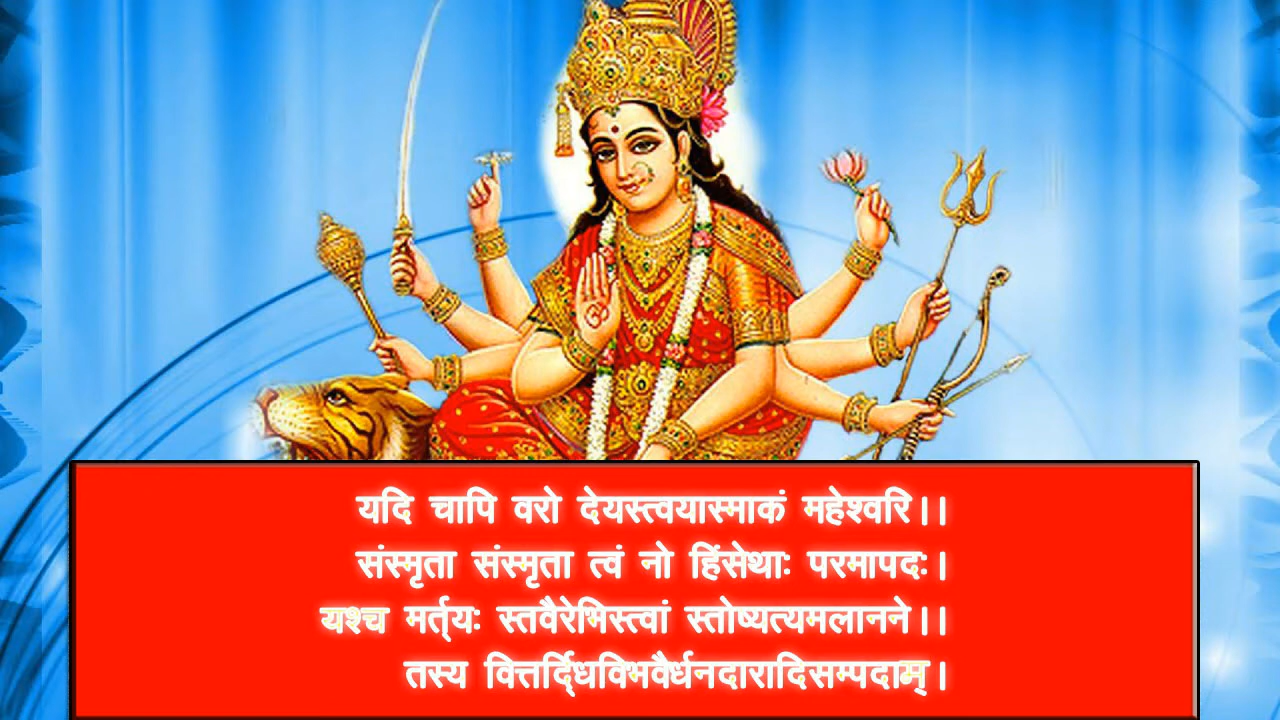 यदि चापि वरो देयस्त्वयास्माकं महेश्वरि।।
संस्मृता संस्मृता त्वं नो हिंसेथाः परमापदः।
यश्च मर्त्यः स्तवैरेभिस्त्वां स्तोष्यत्यमलानने।।
तस्य वित्तर्द्धिविभवैर्धनदारादिसम्पदाम्।
ॐ